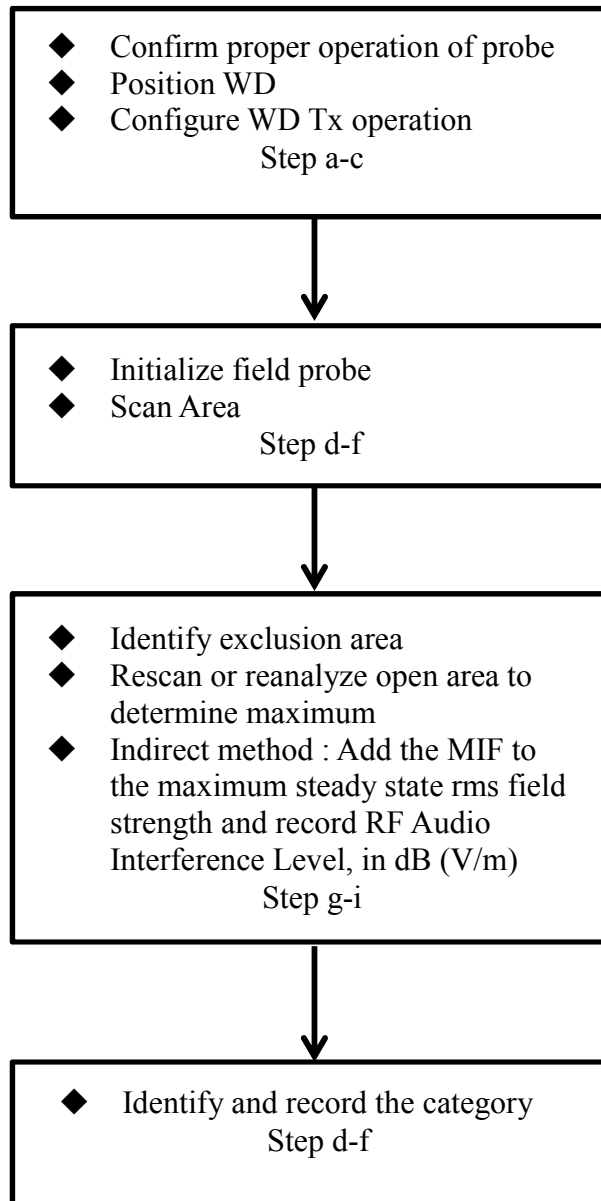 ◆ Confirm proper operation of probe
◆ Position WD
◆ Configure WD Tx operation
Step a-c
◆ Initialize field probe
◆ Scan Area
Step d-f
◆ Identify exclusion area
◆ Rescan or reanalyze open area to
determine maximum
◆ Indirect method : Add the MIF to
the maximum steady state rms field
strength and record RF Audio
Interference Level, in dB (V/m)
Step g-i
◆ Identify and record the category
Step d-f